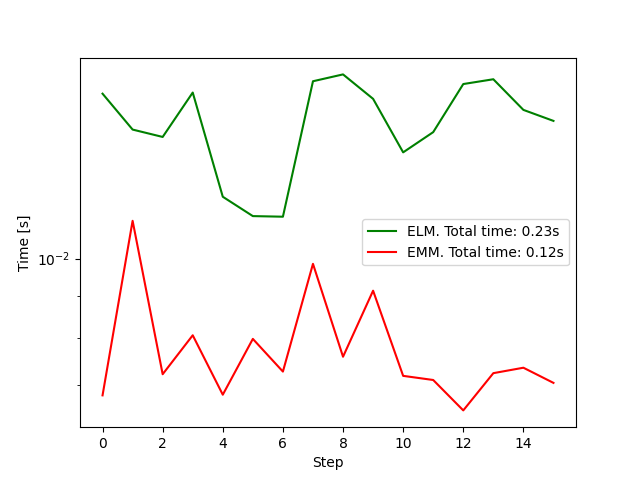 Time [s]
10⁻²
ELM. Total time: 0.23s
EMM. Total time: 0.12s
0 2 4 6 8 10 12 14
Step